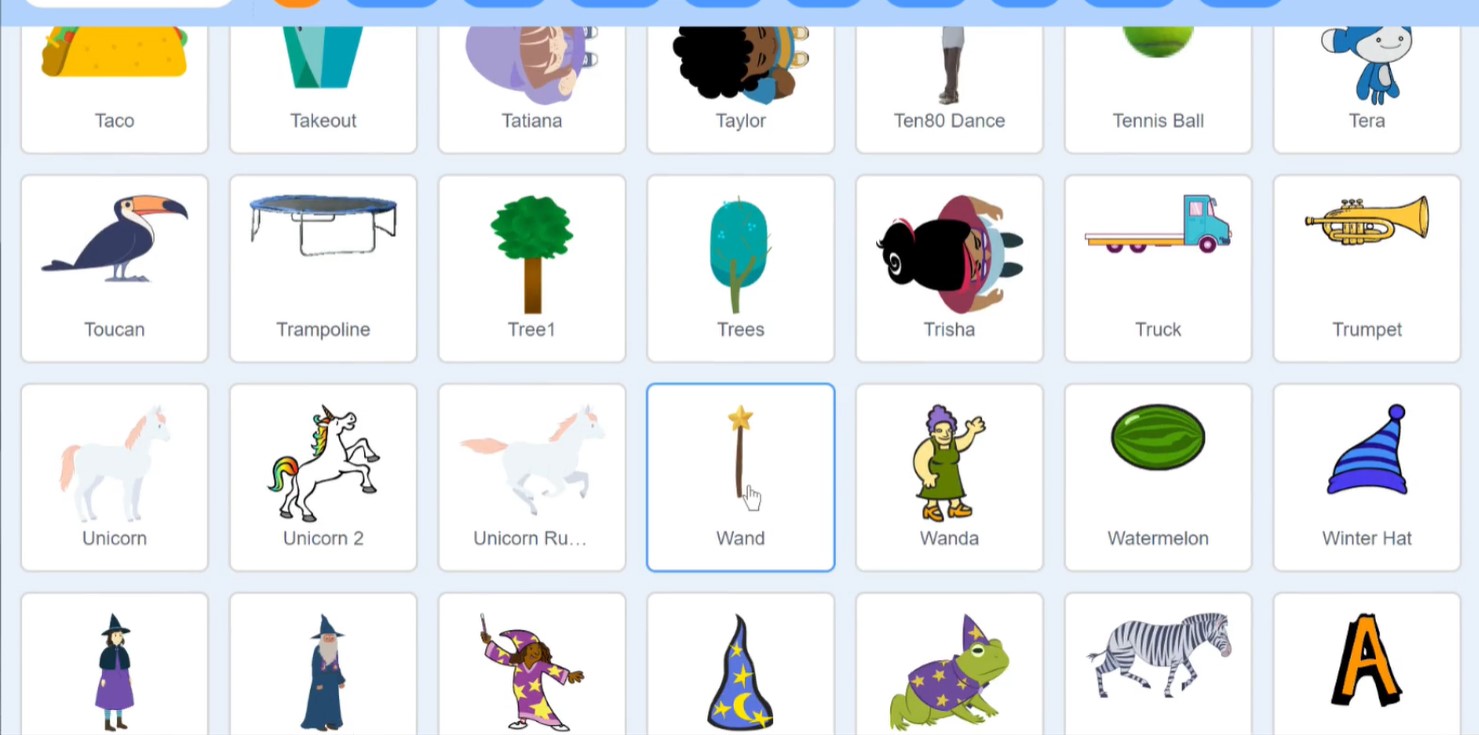 Taco
Takeout
Tatiana
Taylor
Ten80 Dance
Tennis Ball
Tera
Toucan
Trampoline
Tree1
Trees
Trisha
Truck
Trumpet
Unicorn
Unicorn 2
Unicorn Ru...
Wand
Wanda
Watermelon
Winter Hat
A